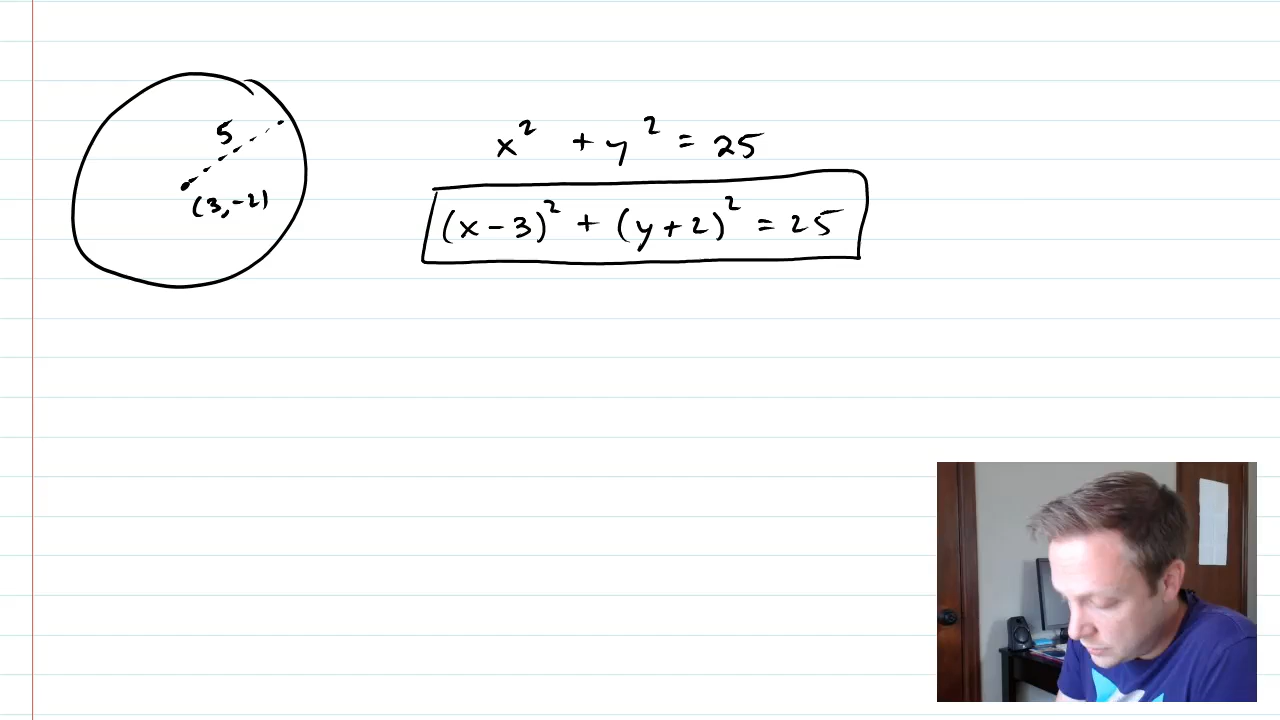 5
(3,-2)
x² + y² = 25
(x-3)² + (y+2)² = 25